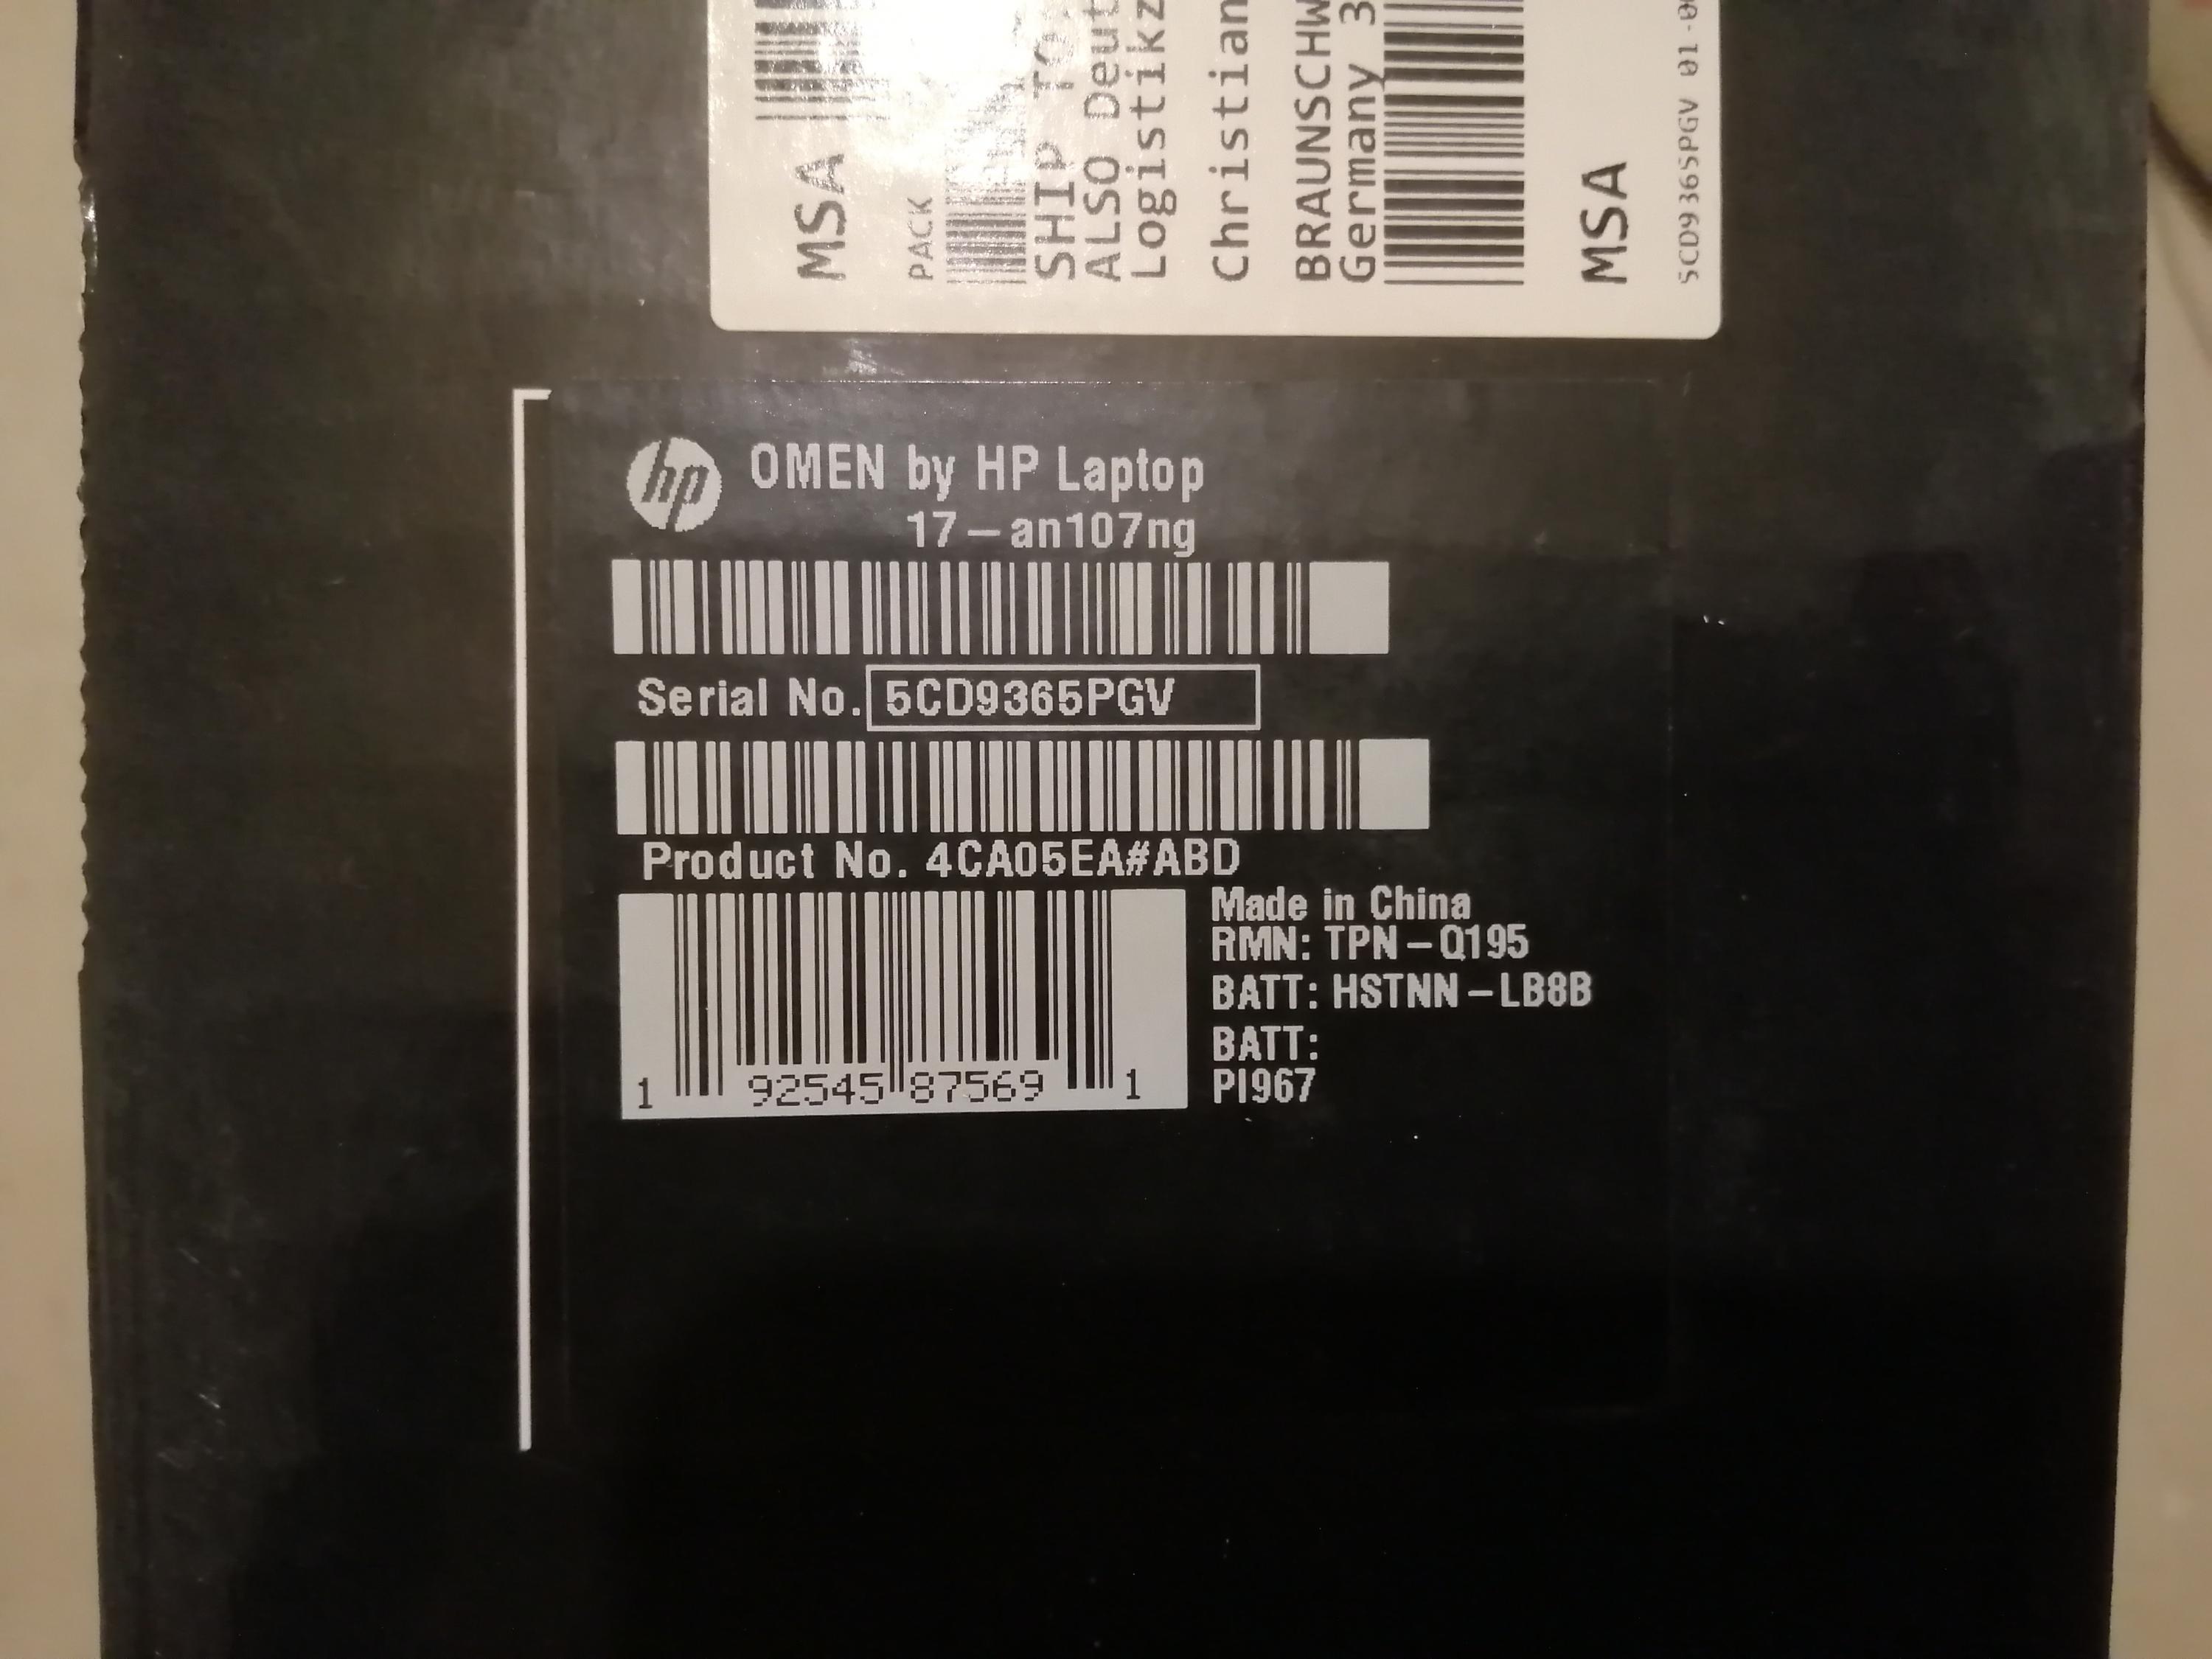 MSA
PACK
SHIP TO:
ALSO Deut
Logistikz
Christian
BRAUNSCHW
Germany 3
MSA
5CD9365PGV 01-0
hp OMEN by HP Laptop
17-an107ng
Serial No. 5CD9365PGV
Product No. 4CA05EA#ABD
Made in China
RMN: TPN-Q195
BATT: HSTNN-LB8B
BATT:
PI967
1 92545 87569 1